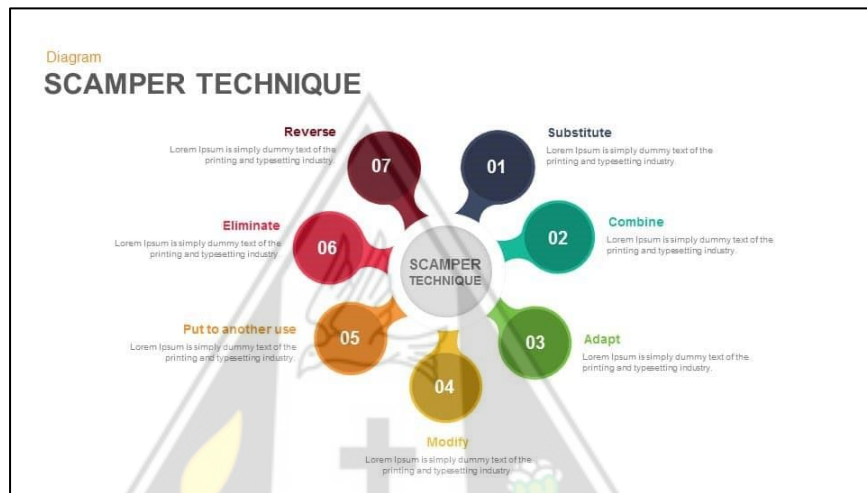 Diagram
SCAMPER TECHNIQUE
Reverse
Lorem Ipsum is simply dummy text of the
printing and typesetting industry.
07
01
Substitute
Lorem Ipsum is simply dummy text of the
printing and typesetting industry.
Eliminate
Lorem Ipsum is simply dummy text of the
printing and typesetting industry.
06
02
Combine
Lorem Ipsum is simply dummy text of the
printing and typesetting industry.
SCAMPER
TECHNIQUE
Put to another use
Lorem Ipsum is simply dummy text of the
printing and typesetting industry.
05
03
Adapt
Lorem Ipsum is simply dummy text of the
printing and typesetting industry.
04
Modify
Lorem Ipsum is simply dummy text of the
printing and typesetting industry.